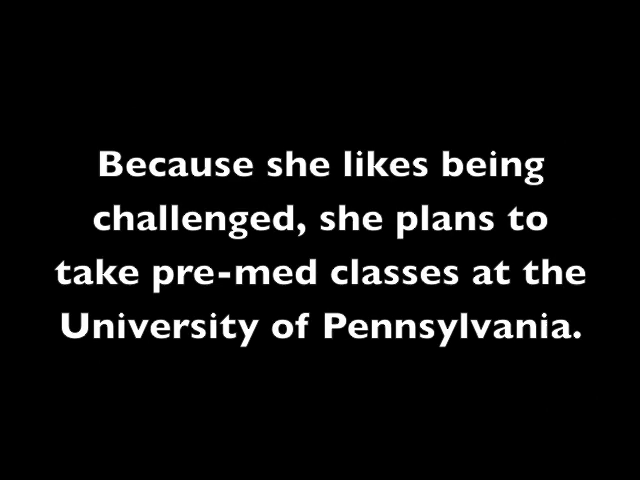 Because she likes being
challenged, she plans to
take pre-med classes at the
University of Pennsylvania.